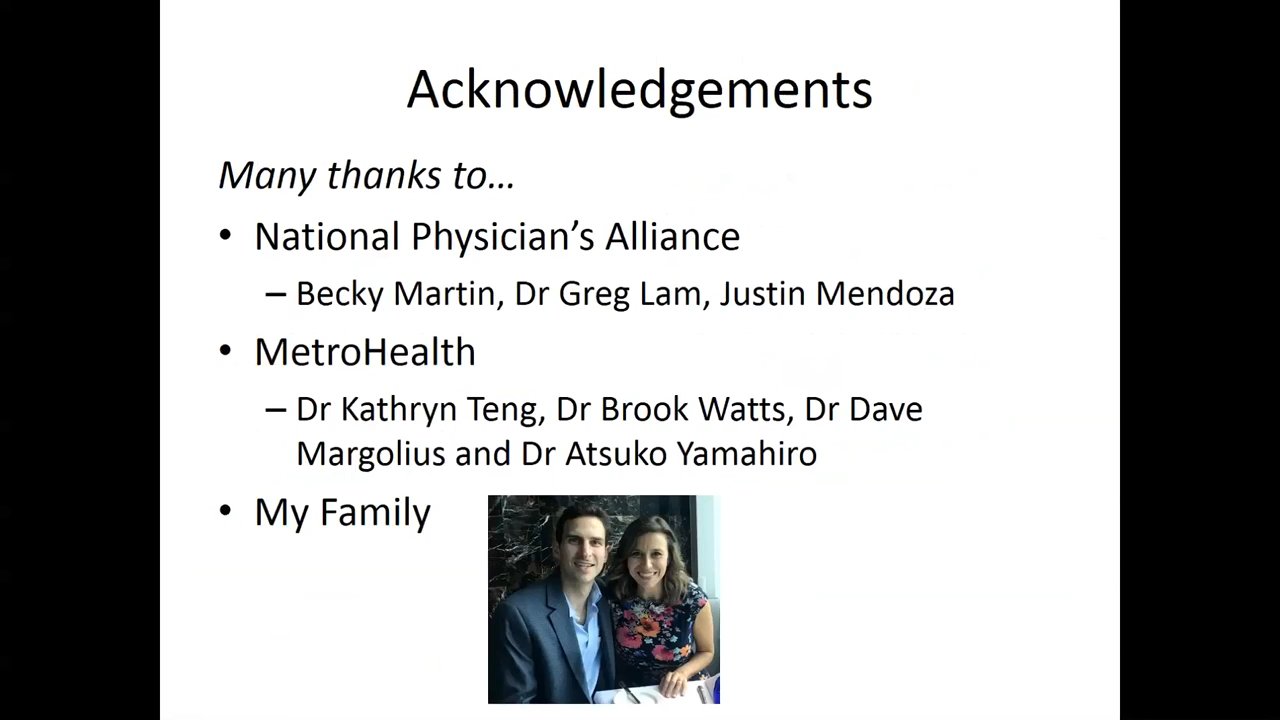 Acknowledgements
Many thanks to…
• National Physician’s Alliance
– Becky Martin, Dr Greg Lam, Justin Mendoza
• MetroHealth
– Dr Kathryn Teng, Dr Brook Watts, Dr Dave
Margolius and Dr Atsuko Yamahiro
• My Family